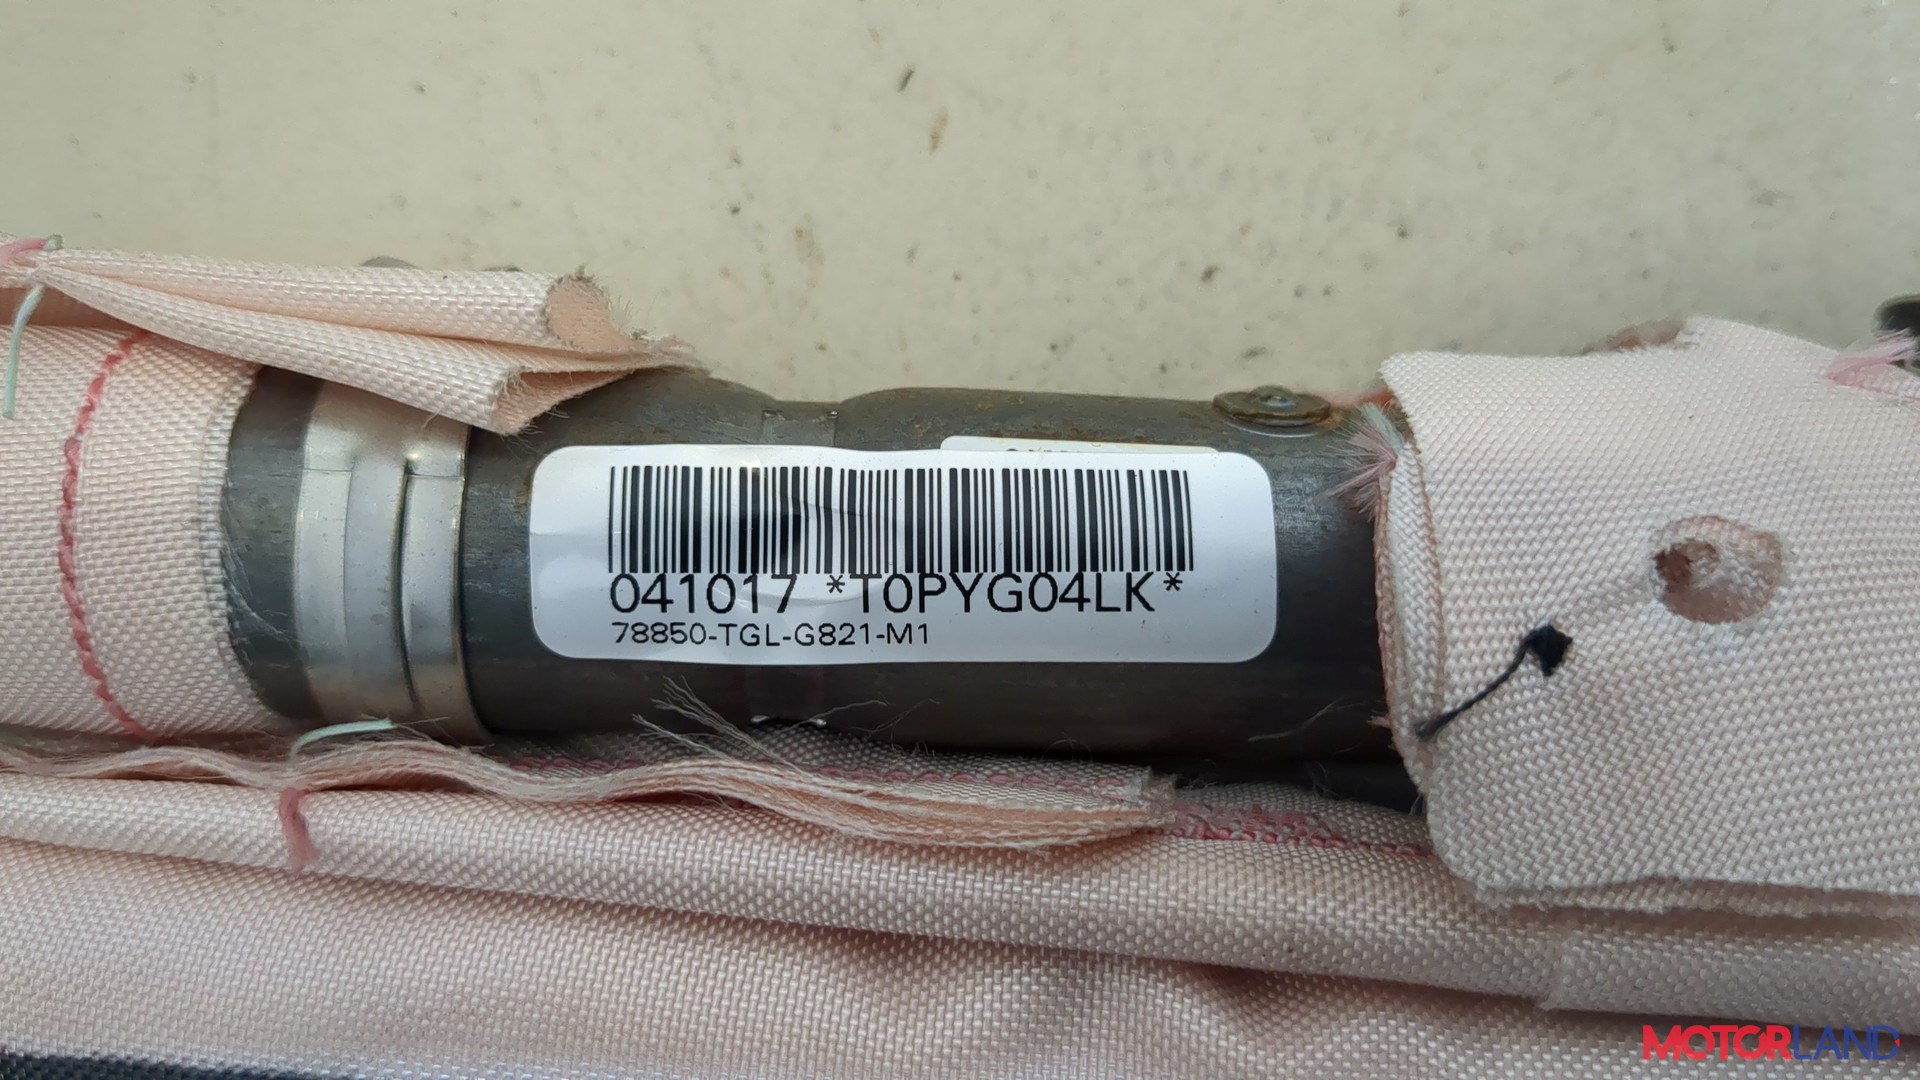 041017 *T0PYG04LK*
78850-TGL-G821-M1
MOTORLAND